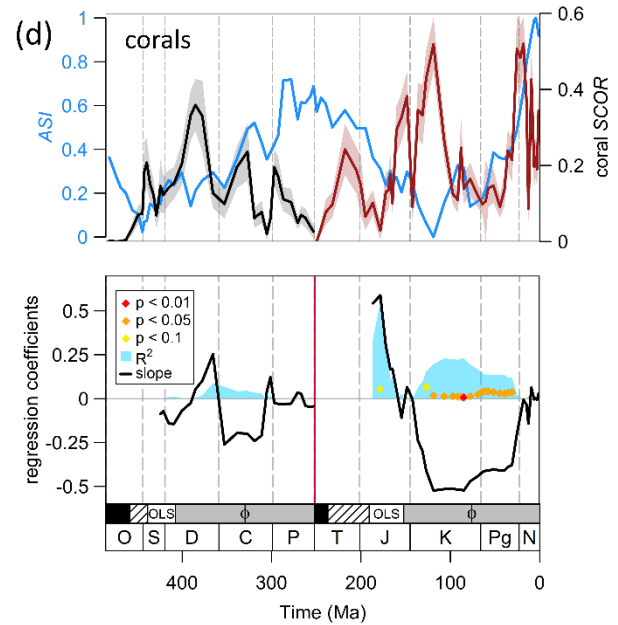 (d)
corals
1
0.8
0.6
0.4
0.2
0
ASI
0.6
0.4
0.2
0
coral SCOR
p < 0.01
p < 0.05
p < 0.1
R²
slope
0.5
0.25
0
-0.25
-0.5
regression coefficients
OLS ϕ OLS ϕ
O S D C P T J K Pg N
400 300 200 100 0
Time (Ma)